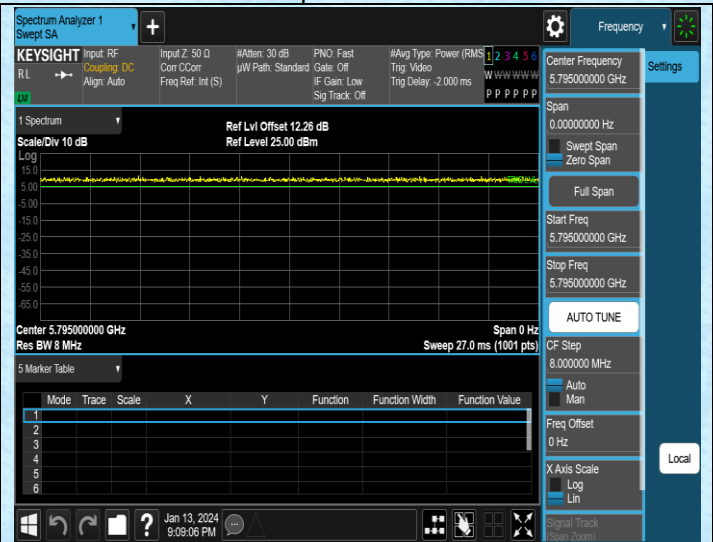 Spectrum Analyzer 1
Swept SA
Frequency
KEYSIGHT
RL
LXI
Input: RF
Coupling: DC
Align: Auto
Input Z: 50 Ω
Corr CCorr
Freq Ref: Int (S)
#Atten: 30 dB
µW Path: Standard
PNO: Fast
Gate: Off
IF Gain: Low
Sig Track: Off
#Avg Type: Power (RMS
Trig: Video
Trig Delay: -2.000 ms
1 2 3 4 5 6
W W W W W W
P P P P P P
1 Spectrum
Scale/Div 10 dB
Ref Lvl Offset 12.26 dB
Ref Level 25.00 dBm
Log
15.0
5.00
-5.00
-15.0
-25.0
-35.0
-45.0
-55.0
-65.0
Center 5.795000000 GHz
Span 0 Hz
Res BW 8 MHz
Sweep 27.0 ms (1001 pts)
5 Marker Table
Mode Trace Scale X Y Function Function Width Function Value
1
2
3
4
5
6
?
Jan 13, 2024
9:09:06 PM
Center Frequency
5.795000000 GHz
Settings
Span
0.00000000 Hz
Swept Span
Zero Span
Full Span
Start Freq
5.795000000 GHz
Stop Freq
5.795000000 GHz
AUTO TUNE
CF Step
8.000000 MHz
Auto
Man
Freq Offset
0 Hz
X Axis Scale
Log
Lin
Signal Track
(Span Zoom)
Local